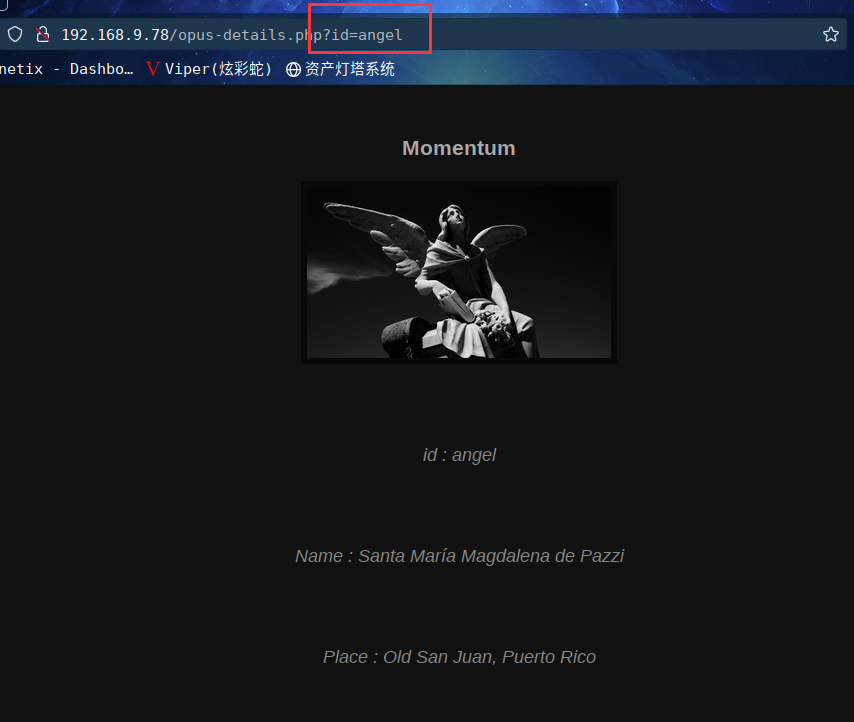 192.168.9.78/opus-details.php?id=angel
netix - Dashbo… Viper(炫彩蛇) 资产灯塔系统
Momentum
id : angel
Name : Santa María Magdalena de Pazzi
Place : Old San Juan, Puerto Rico